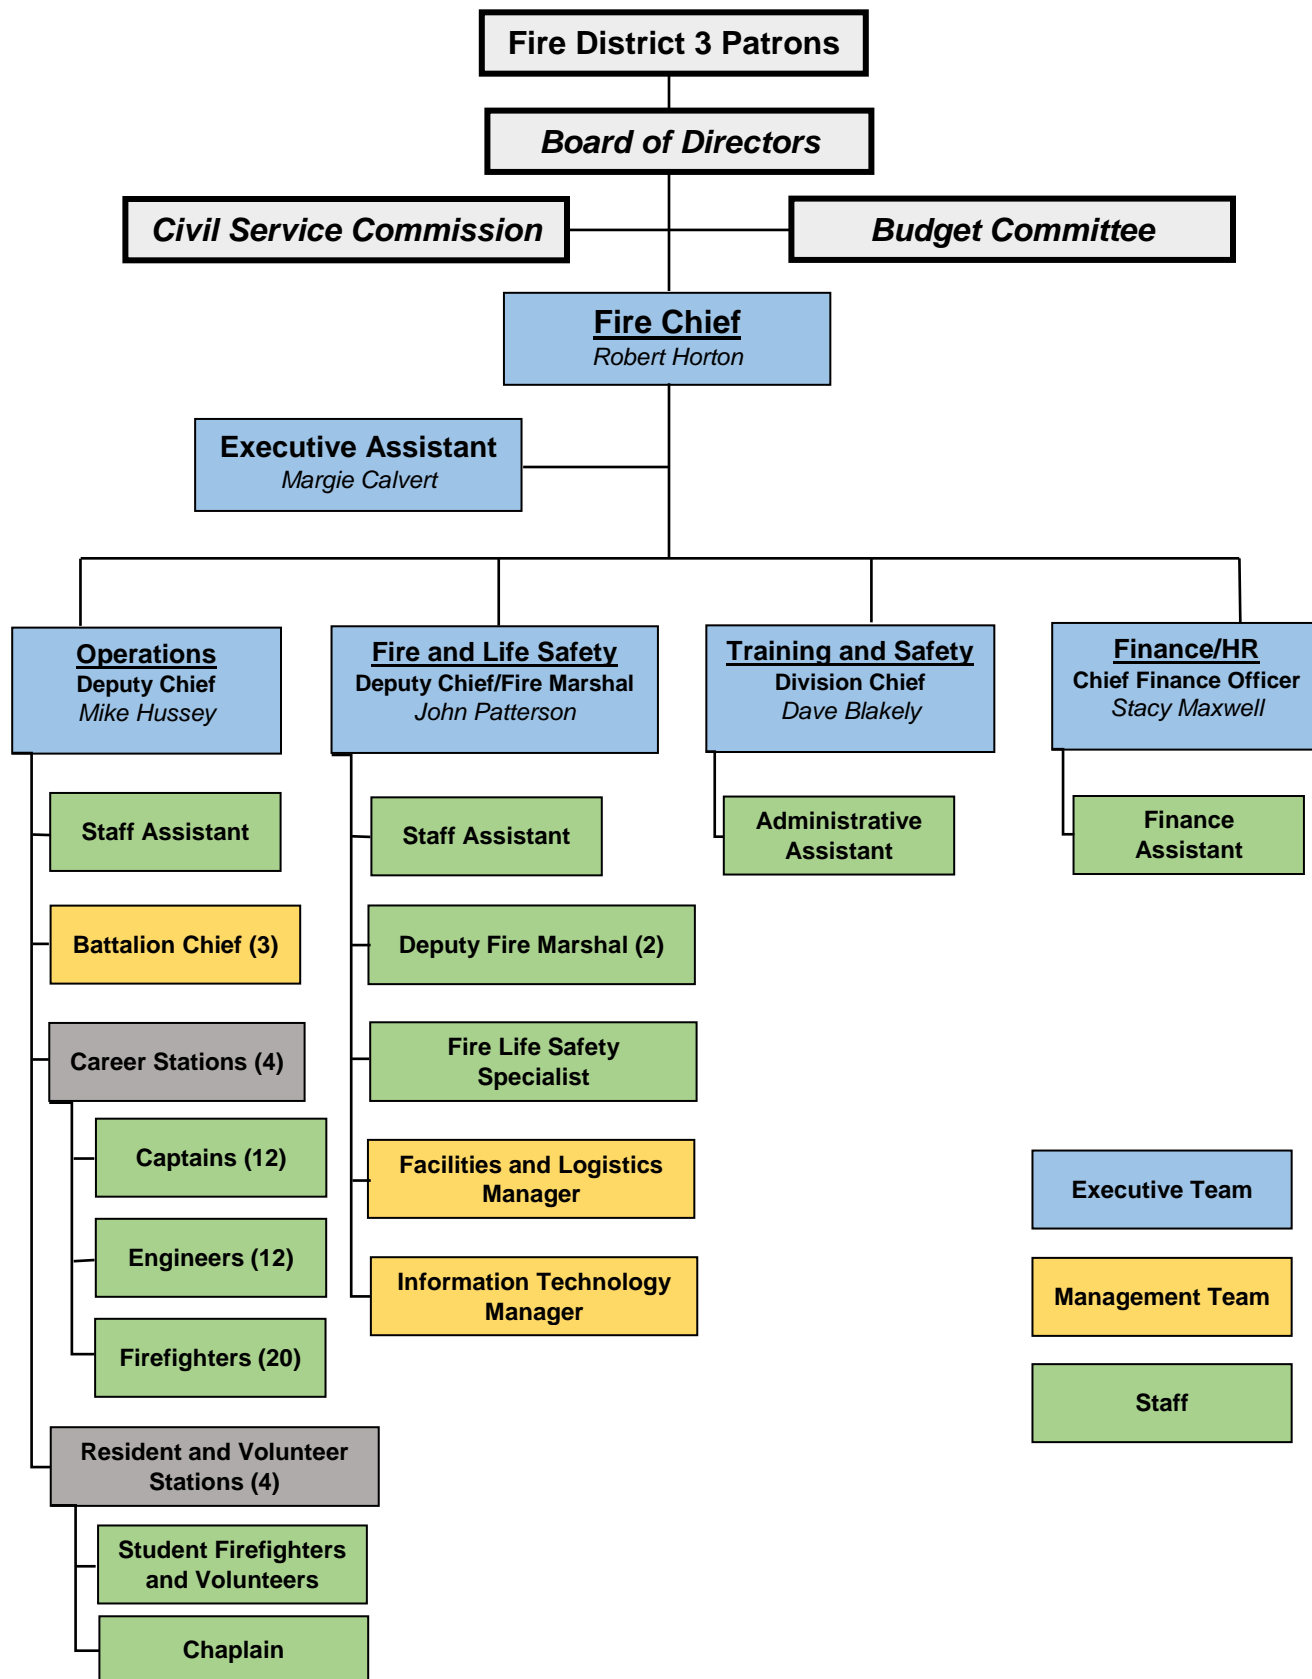 Fire District 3 Patrons
Board of Directors
Civil Service Commission
Budget Committee
Fire Chief
Robert Horton
Executive Assistant
Margie Calvert
Operations
Deputy Chief
Mike Hussey
Staff Assistant
Battalion Chief (3)
Career Stations (4)
Captains (12)
Engineers (12)
Firefighters (20)
Resident and Volunteer
Stations (4)
Student Firefighters
and Volunteers
Chaplain
Fire and Life Safety
Deputy Chief/Fire Marshal
John Patterson
Staff Assistant
Deputy Fire Marshal (2)
Fire Life Safety
Specialist
Facilities and Logistics
Manager
Information Technology
Manager
Training and Safety
Division Chief
Dave Blakely
Administrative
Assistant
Finance/HR
Chief Finance Officer
Stacy Maxwell
Finance
Assistant
Executive Team
Management Team
Staff